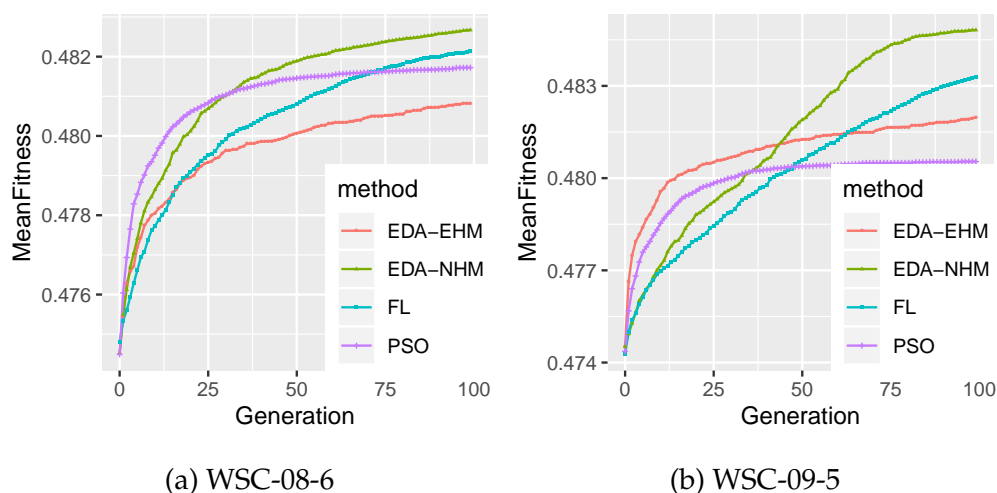 MeanFitness
0.482
0.480
0.478
0.476
0
25
50
75
100
Generation
method
EDA−EHM
EDA−NHM
FL
PSO
(a) WSC-08-6
MeanFitness
0.483
0.480
0.477
0.474
0
25
50
75
100
Generation
method
EDA−EHM
EDA−NHM
FL
PSO
(b) WSC-09-5